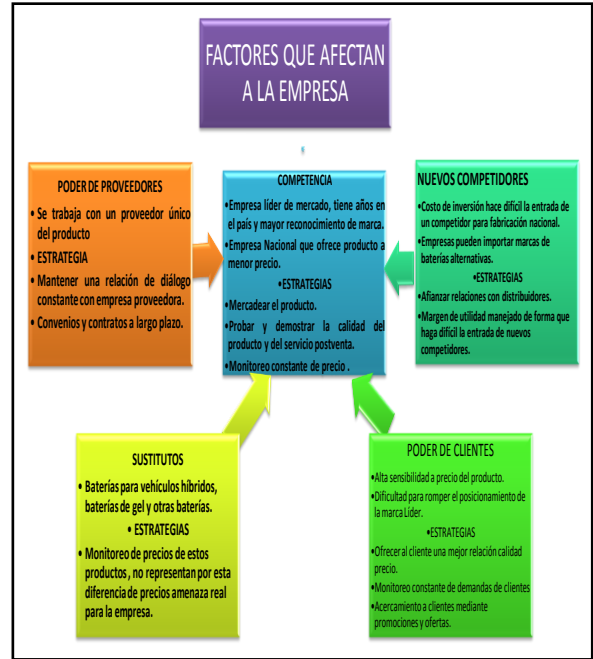 FACTORES QUE AFECTAN
A LA EMPRESA
PODER DE PROVEEDORES
• Se trabaja con un proveedor único
del producto
• ESTRATEGIA
• Mantener una relación de diálogo
constante con empresa proveedora.
• Convenios y contratos a largo plazo.
COMPETENCIA
•Empresa líder de mercado, tiene años en
el país y mayor reconocimiento de marca.
•Empresa Nacional que ofrece producto a
menor precio.
•ESTRATEGIAS
•Mercadear el producto.
•Probar y demostrar la calidad del
producto y del servicio postventa.
•Monitoreo constante de precio .
NUEVOS COMPETIDORES
•Costo de inversión hace difícil la entrada de
un competidor para fabricación nacional.
•Empresas pueden importar marcas de
baterías alternativas.
•ESTRATEGIAS
•Afianzar relaciones con distribuidores.
•Margen de utilidad manejado de forma que
haga difícil la entrada de nuevos
competidores.
SUSTITUTOS
• Baterías para vehículos híbridos,
baterías de gel y otras baterías.
• ESTRATEGIAS
• Monitoreo de precios de estos
productos , no representan por esta
diferencia de precios amenaza real
para la empresa.
PODER DE CLIENTES
•Alta sensibilidad a precio del producto.
•Dificultad para romper el posicionamiento de
la marca Líder.
•ESTRATEGIAS
•Ofrecer al cliente una mejor relación calidad
precio.
•Monitoreo constante de demandas de clientes
•Acercamiento a clientes mediante
promociones y ofertas.